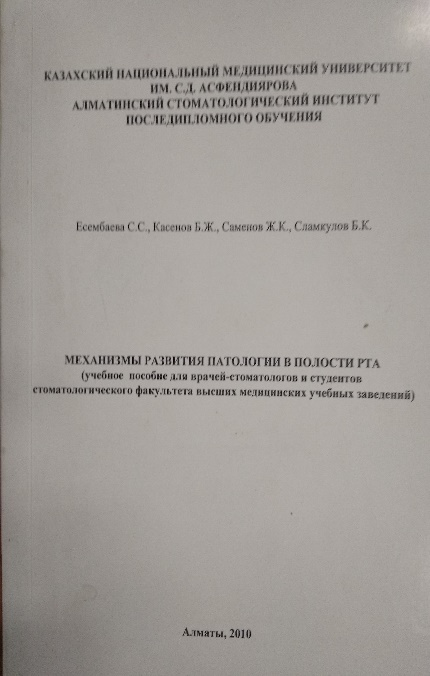 КАЗАХСКИЙ НАЦИОНАЛЬНЫЙ МЕДИЦИНСКИЙ УНИВЕРСИТЕТ
ИМ. С.Д. АСФЕНДИЯРОВА
АЛМАТИНСКИЙ СТОМАТОЛОГИЧЕСКИЙ ИНСТИТУТ
ПОСЛЕДИПЛОМНОГО ОБУЧЕНИЯ
Есембаева С.С., Касенов Б.Ж., Саменов Ж.К., Сламкулов Б.К.
МЕХАНИЗМЫ РАЗВИТИЯ ПАТОЛОГИИ В ПОЛОСТИ РТА
(учебное пособие для врачей-стоматологов и студентов
стоматологического факультета высших медицинских учебных заведений)
Алматы, 2010